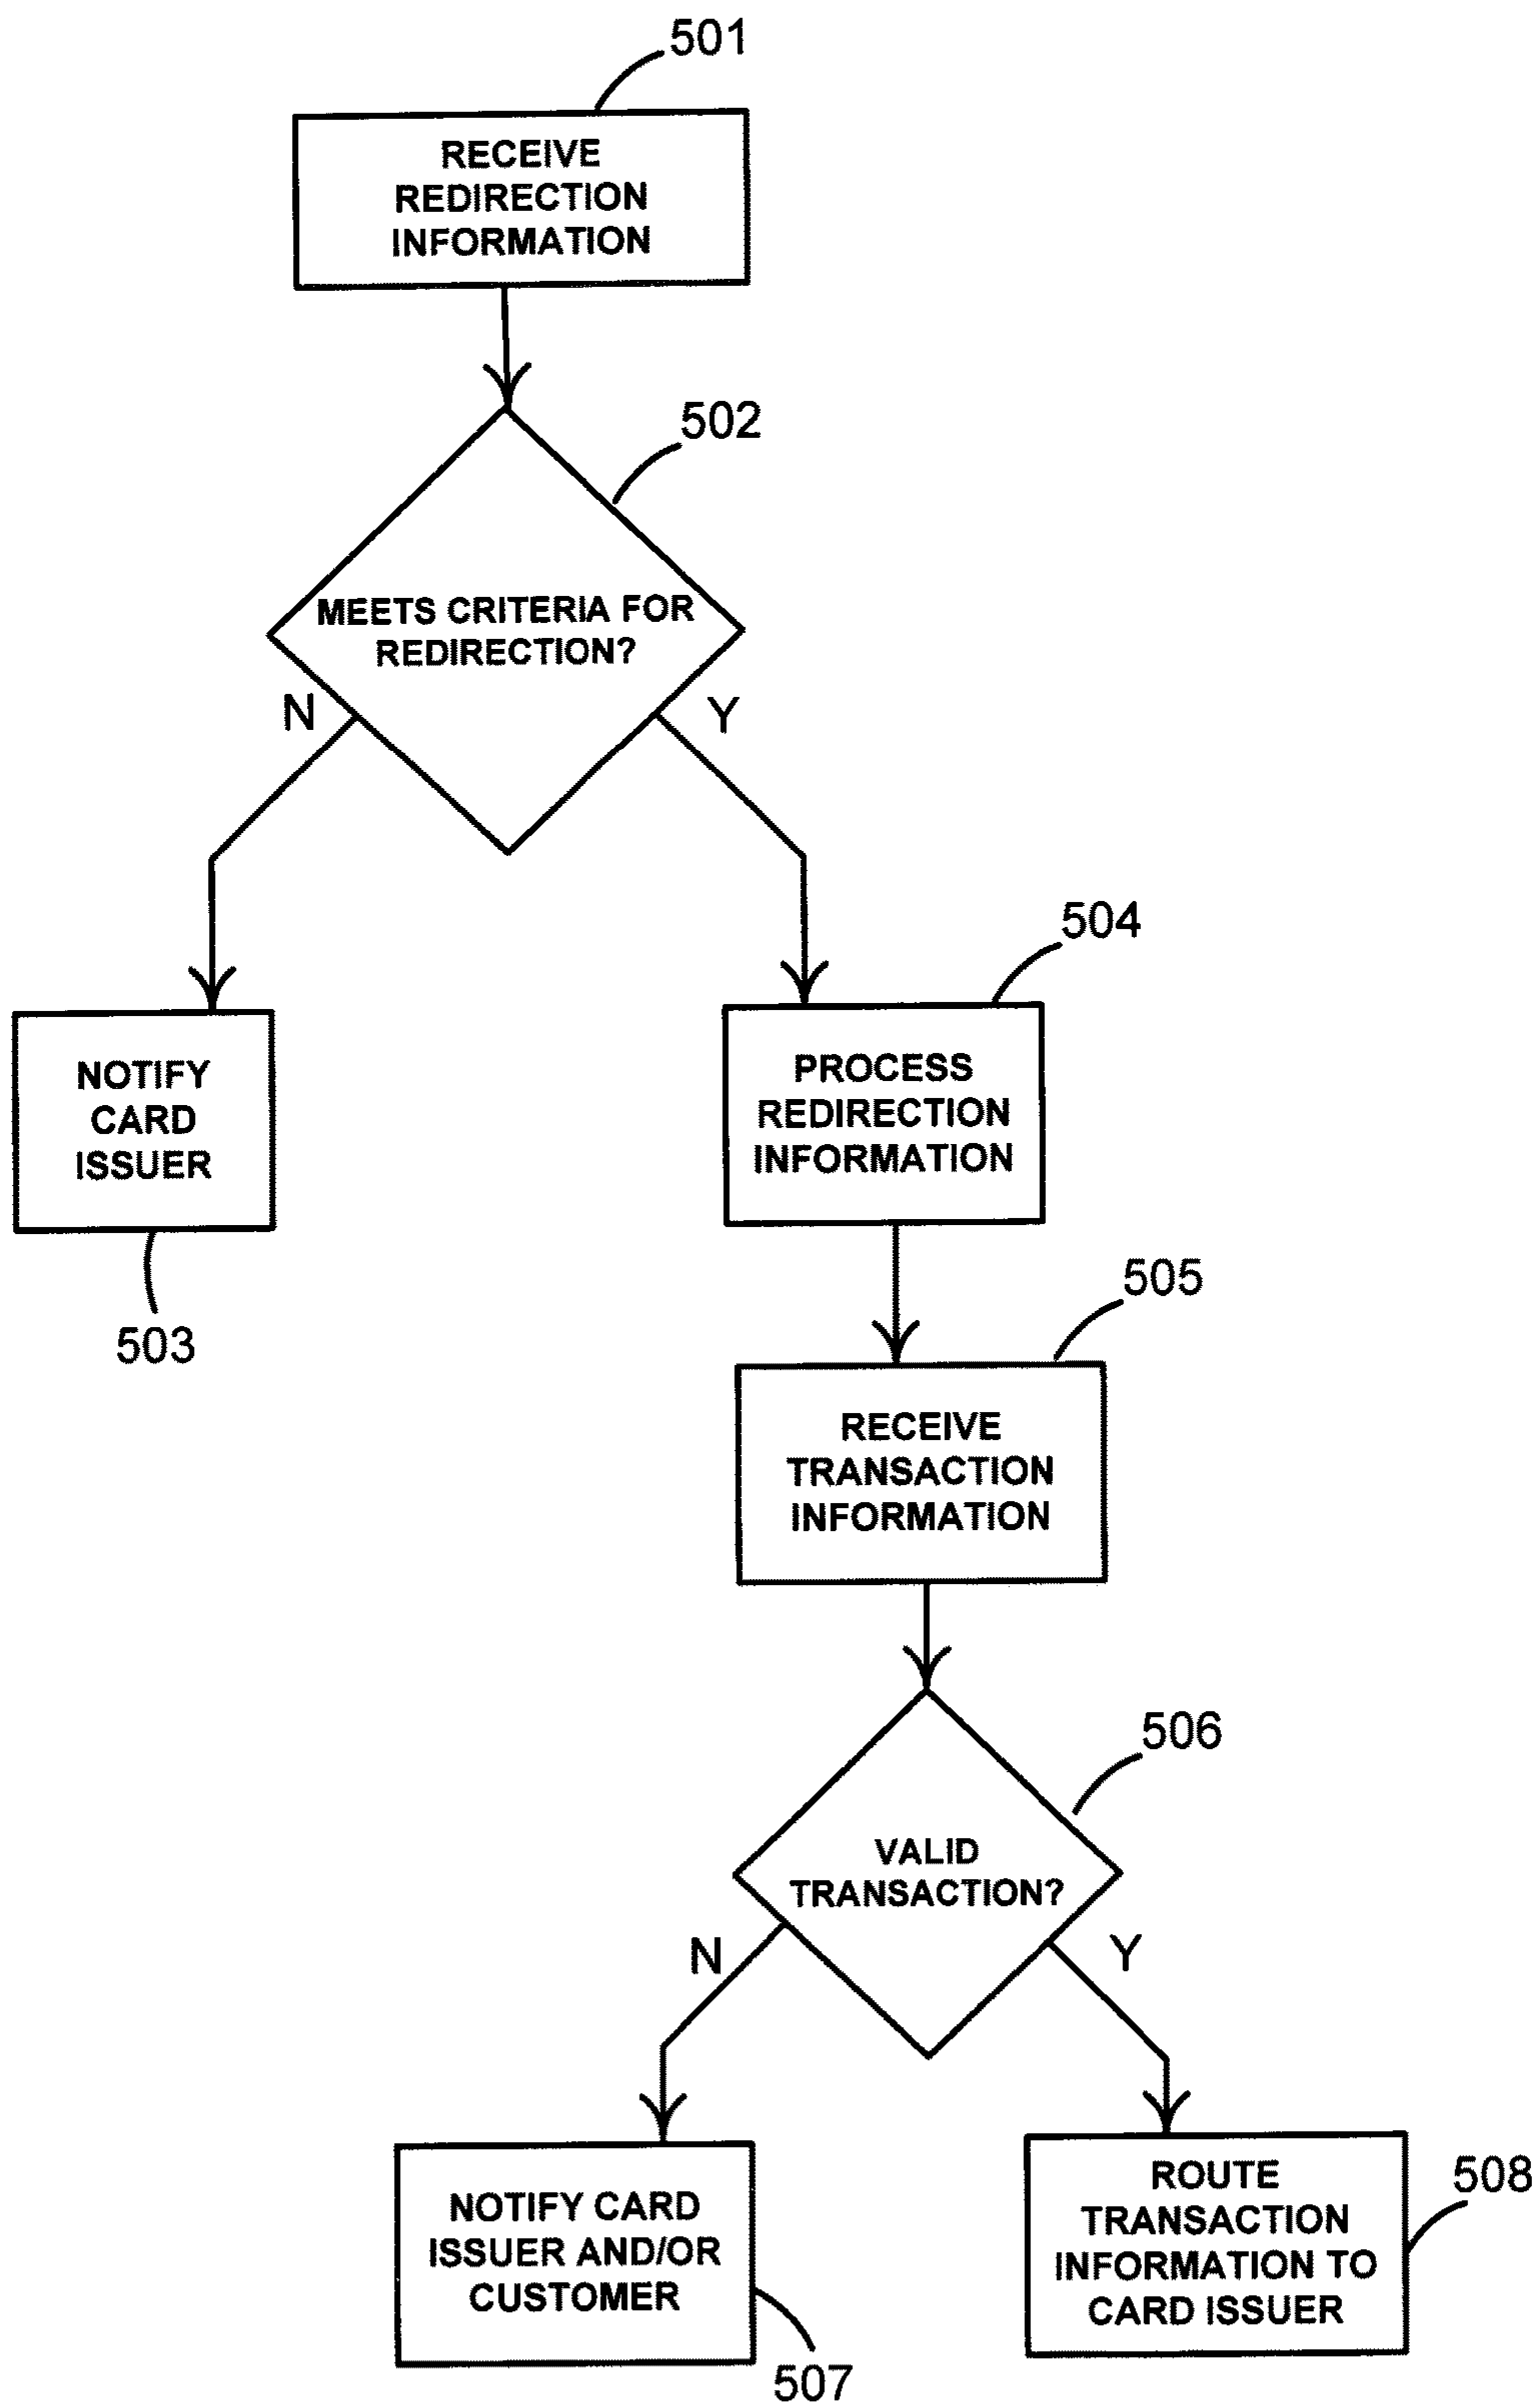 501
RECEIVE
REDIRECTION
INFORMATION
502
MEETS CRITERIA FOR
REDIRECTION?
N
Y
504
NOTIFY
CARD
ISSUER
503
PROCESS
REDIRECTION
INFORMATION
505
RECEIVE
TRANSACTION
INFORMATION
506
VALID
TRANSACTION?
N
Y
NOTIFY CARD
ISSUER AND/OR
CUSTOMER
507
ROUTE
TRANSACTION
INFORMATION TO
CARD ISSUER
508